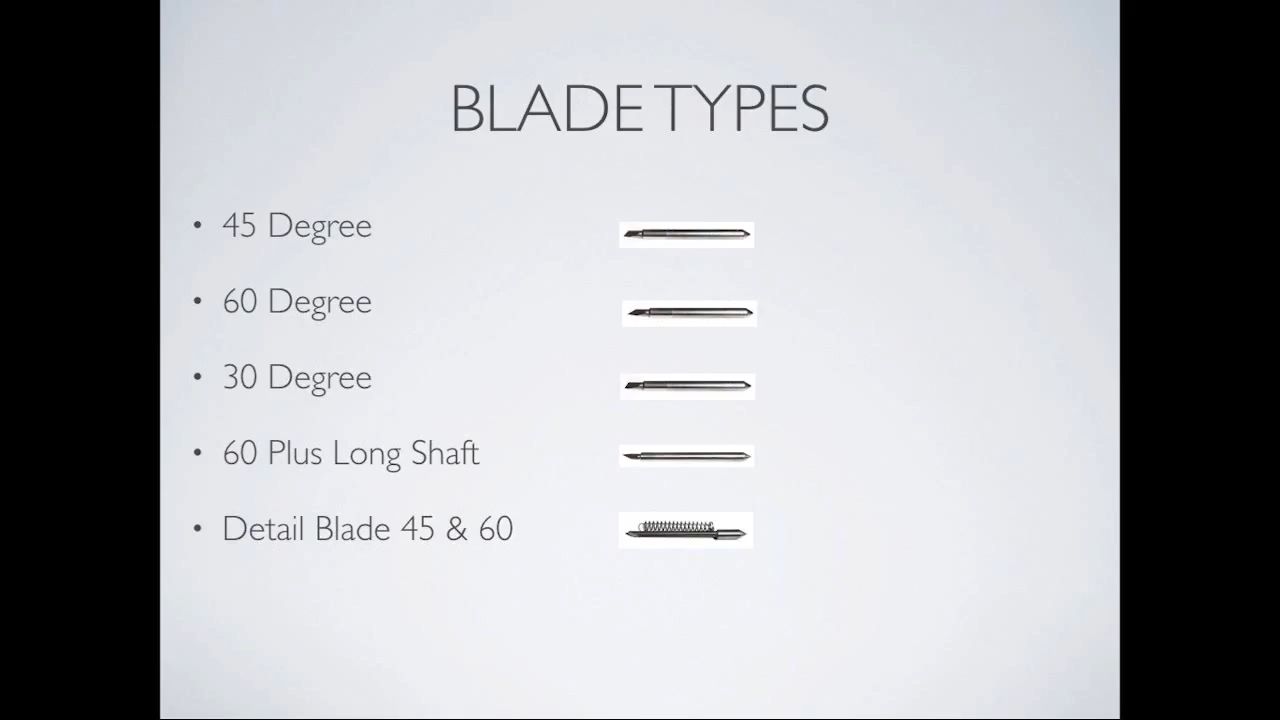 BLADE TYPES
• 45 Degree
• 60 Degree
• 30 Degree
• 60 Plus Long Shaft
• Detail Blade 45 & 60